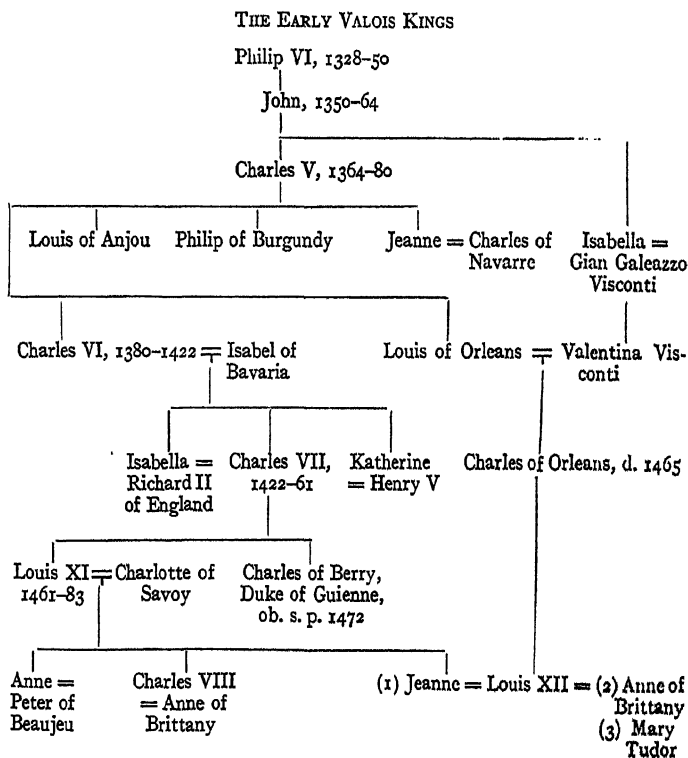 THE EARLY VALOIS KINGS
Philip VI, 1328–50
John, 1350–64
Charles V, 1364–80
Louis of Anjou
Philip of Burgundy
Jeanne = Charles of
Navarre
Isabella =
Gian Galeazzo
Visconti
Charles VI, 1380–1422 = Isabel of
Bavaria
Louis of Orleans = Valentina Vis-
conti
Isabella =
Richard II
of England
Charles VII,
1422–61
Katherine
= Henry V
Charles of Orleans, d. 1465
Louis XI = Charlotte of
1461–83 Savoy
Charles of Berry,
Duke of Guienne,
ob. s. p. 1472
Anne =
Peter of
Beaujeu
Charles VIII
= Anne of
Brittany
(1) Jeanne = Louis XII = (2) Anne of
Brittany
(3) Mary
Tudor